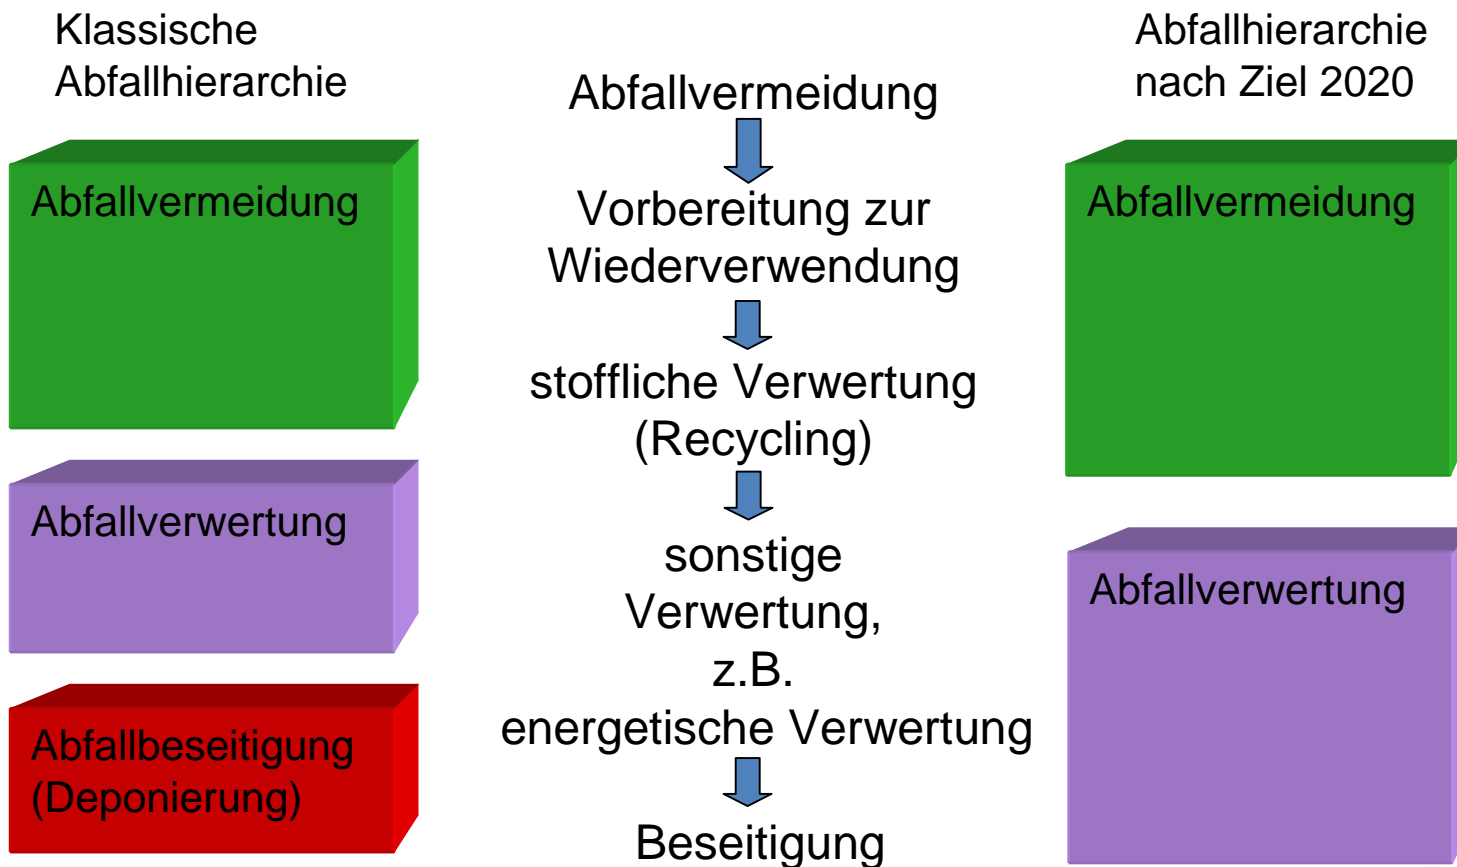 Klassische
Abfallhierarchie
Abfallvermeidung
Abfallverwertung
Abfallbeseitigung
(Deponierung)
Abfallvermeidung
Vorbereitung zur
Wiederverwendung
stoffliche Verwertung
(Recycling)
sonstige
Verwertung,
z.B.
energetische Verwertung
Beseitigung
Abfallhierarchie
nach Ziel 2020
Abfallvermeidung
Abfallverwertung